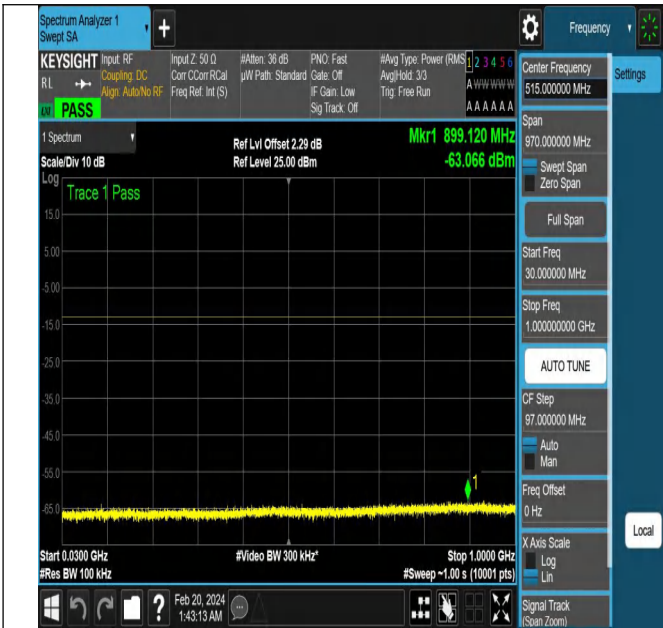 Spectrum Analyzer 1
Swept SA
Frequency
KEYSIGHT
RL
PASS
Input: RF
Coupling: DC
Align: Auto/No RF
Input Z: 50 Ω
Corr CCorr RCal
Freq Ref: Int (S)
#Atten: 36 dB
µW Path: Standard
PNO: Fast
Gate: Off
IF Gain: Low
Sig Track: Off
#Avg Type: Power (RMS
Avg|Hold: 3/3
Trig: Free Run
1 2 3 4 5 6
A W W W W W
A A A A A A
1 Spectrum
Scale/Div 10 dB
Ref Lvl Offset 2.29 dB
Ref Level 25.00 dBm
Mkr1 899.120 MHz
-63.066 dBm
Log
Trace 1 Pass
15.0
5.00
-5.00
-15.0
-25.0
-35.0
-45.0
-55.0
-65.0
1
Start 0.0300 GHz
#Res BW 100 kHz
#Video BW 300 kHz*
Stop 1.0000 GHz
#Sweep ~1.00 s (10001 pts)
Center Frequency
515.000000 MHz
Settings
Span
970.000000 MHz
Swept Span
Zero Span
Full Span
Start Freq
30.000000 MHz
Stop Freq
1.000000000 GHz
AUTO TUNE
CF Step
97.000000 MHz
Auto
Man
Freq Offset
0 Hz
Local
X Axis Scale
Log
Lin
Signal Track
(Span Zoom)
?
Feb 20, 2024
1:43:13 AM